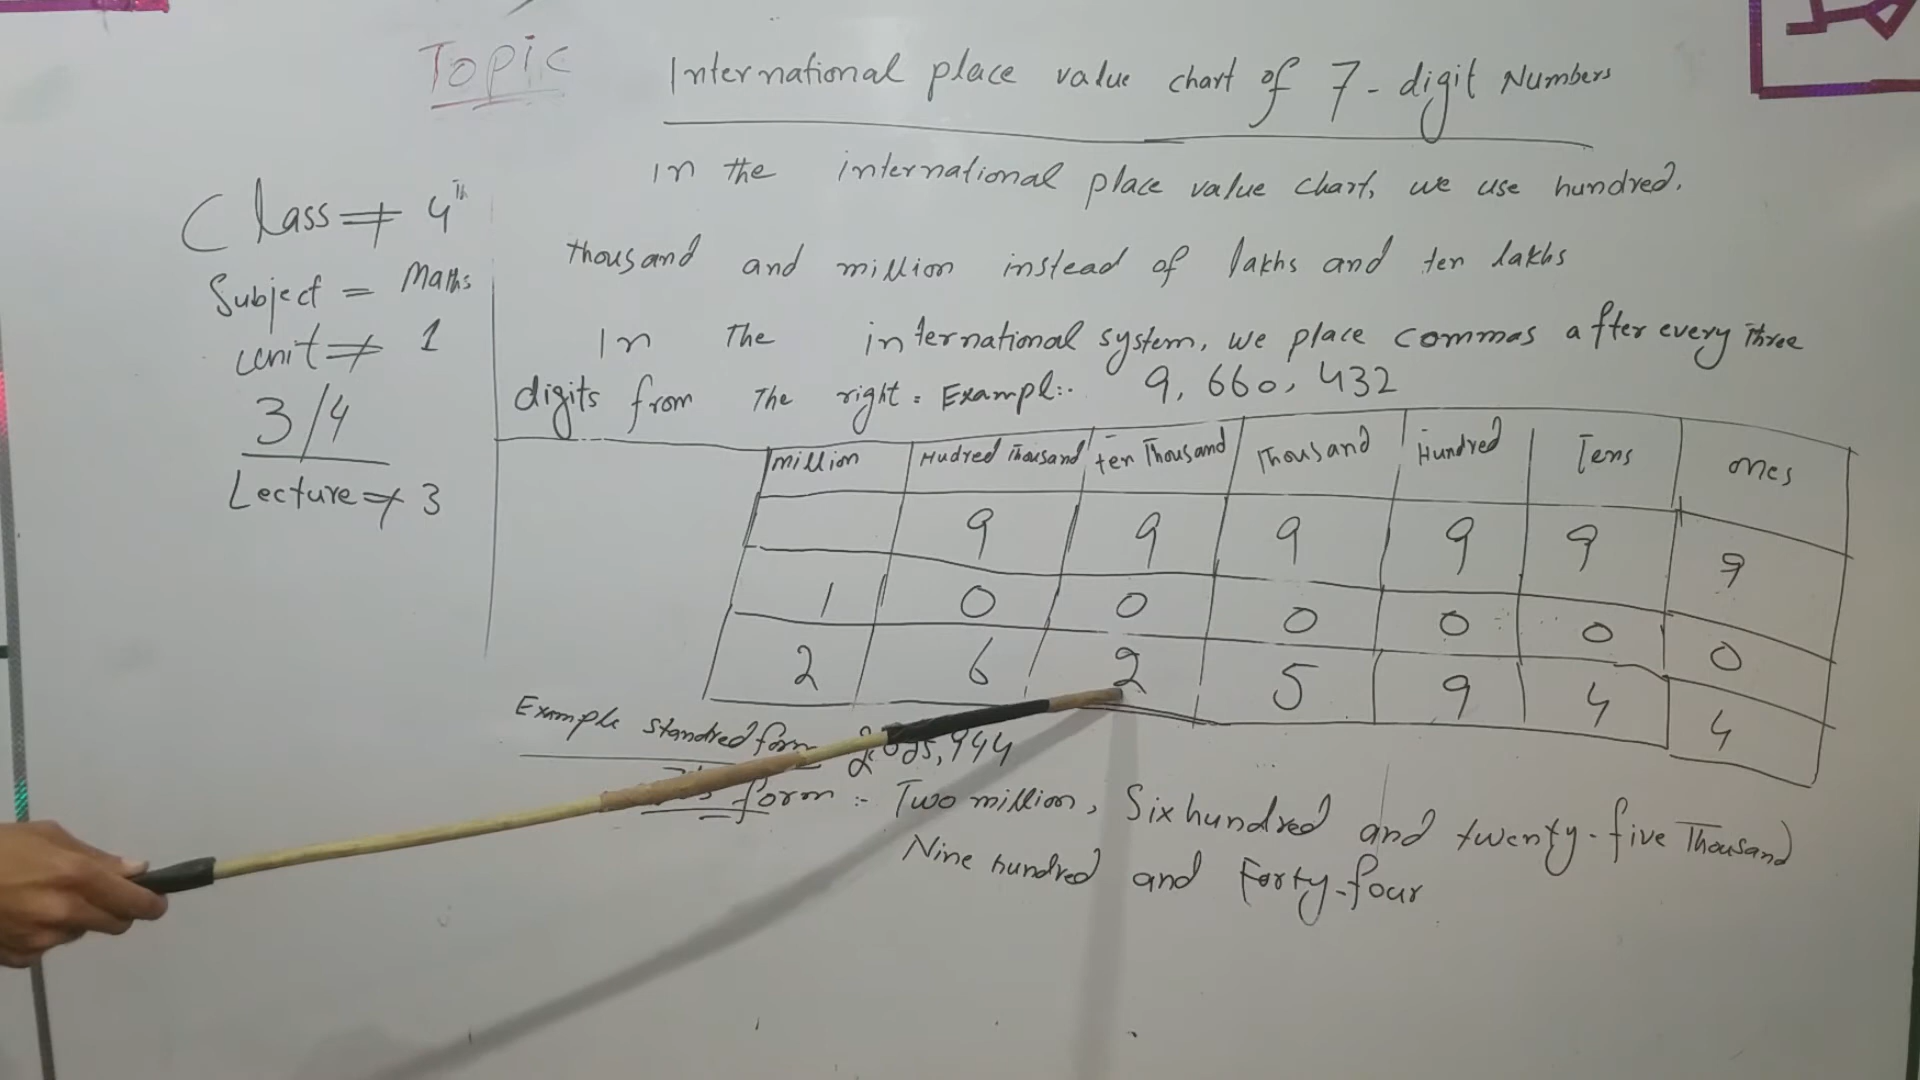 Topic
International place value chart of 7-digit Numbers
Class ⇒ 4th
Subject = Maths
unit ⇒ 1
3/4
Lecture ⇒ 3
in the international place value chart, we use hundred.
thousand and million instead of lakhs and ten lakhs
In The international system, we place commas after every Three
digits from The right. Example:. 9,660,432
million Hudred Thousand ten Thousand Thousand Hundred Tens ones
9 9 9 9 9 9
1 0 0 0 0 0 0
2 6 2 5 9 4 4
Example Standred form
form :- Two million, Six hundred and twenty-five Thousand
Nine hundred and Forty-four